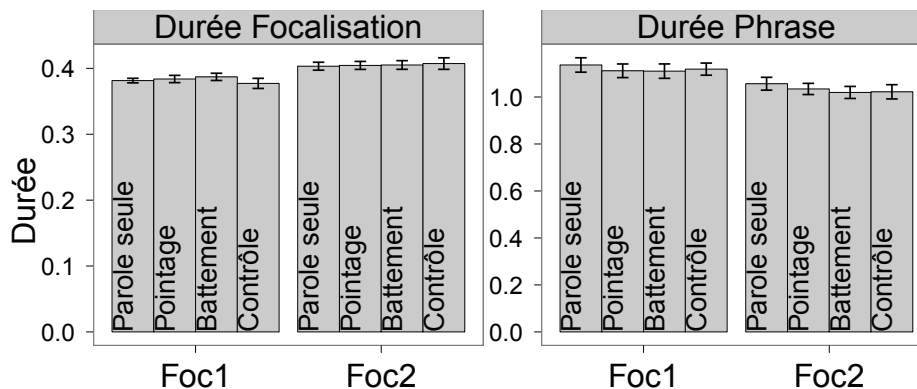 Durée Focalisation
Durée Phrase
Durée
0.4
0.3
0.2
0.1
0.0
Parole seule
Pointage
Battement
Contrôle
Parole seule
Pointage
Battement
Contrôle
Foc1
Foc2
1.0
0.8
0.6
0.4
0.2
0.0
Parole seule
Pointage
Battement
Contrôle
Parole seule
Pointage
Battement
Contrôle
Foc1
Foc2